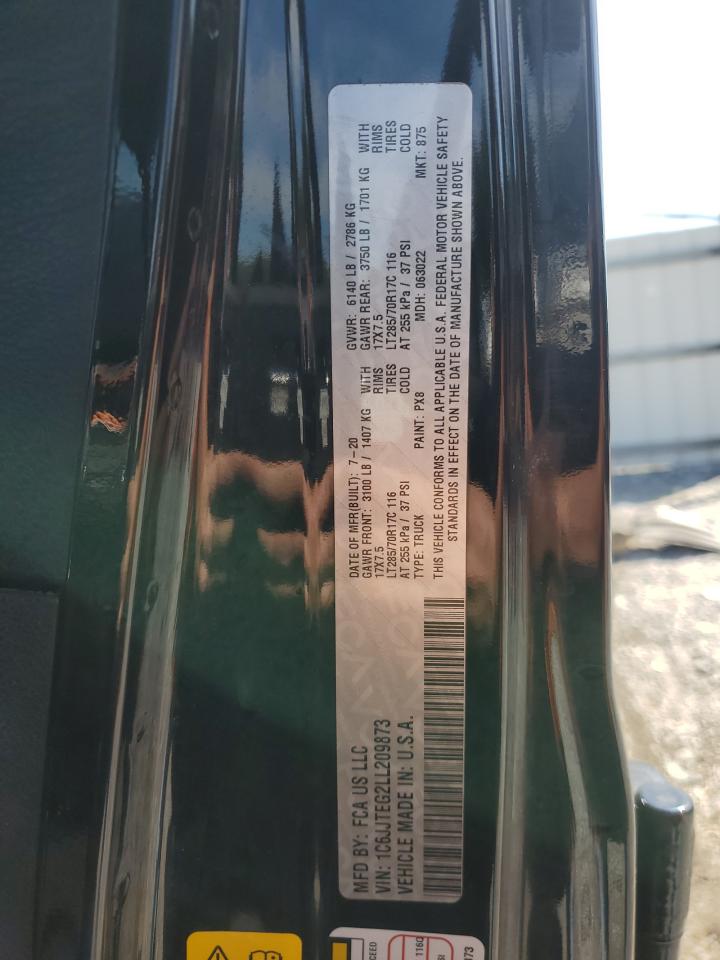 MFD BY: FCA US LLC
VIN: 1C6JJTEG2LL209873
VEHICLE MADE IN: U.S.A.
DATE OF MFR(BUILT): 7-20 GVWR: 6140 LB / 2786 KG
GAWR FRONT: 3100 LB / 1407 KG WITH GAWR REAR: 3750 LB / 1701 KG WITH
17X7.5 RIMS 17X7.5 RIMS
LT285/70R17C 116 TIRES LT285/70R17C 116 TIRES
AT 255 kPa / 37 PSI COLD AT 255 kPa / 37 PSI COLD
TYPE: TRUCK PAINT: PX8 MDH: 063022 MKT: 875
THIS VEHICLE CONFORMS TO ALL APPLICABLE U.S.A. FEDERAL MOTOR VEHICLE SAFETY
STANDARDS IN EFFECT ON THE DATE OF MANUFACTURE SHOWN ABOVE.
1160